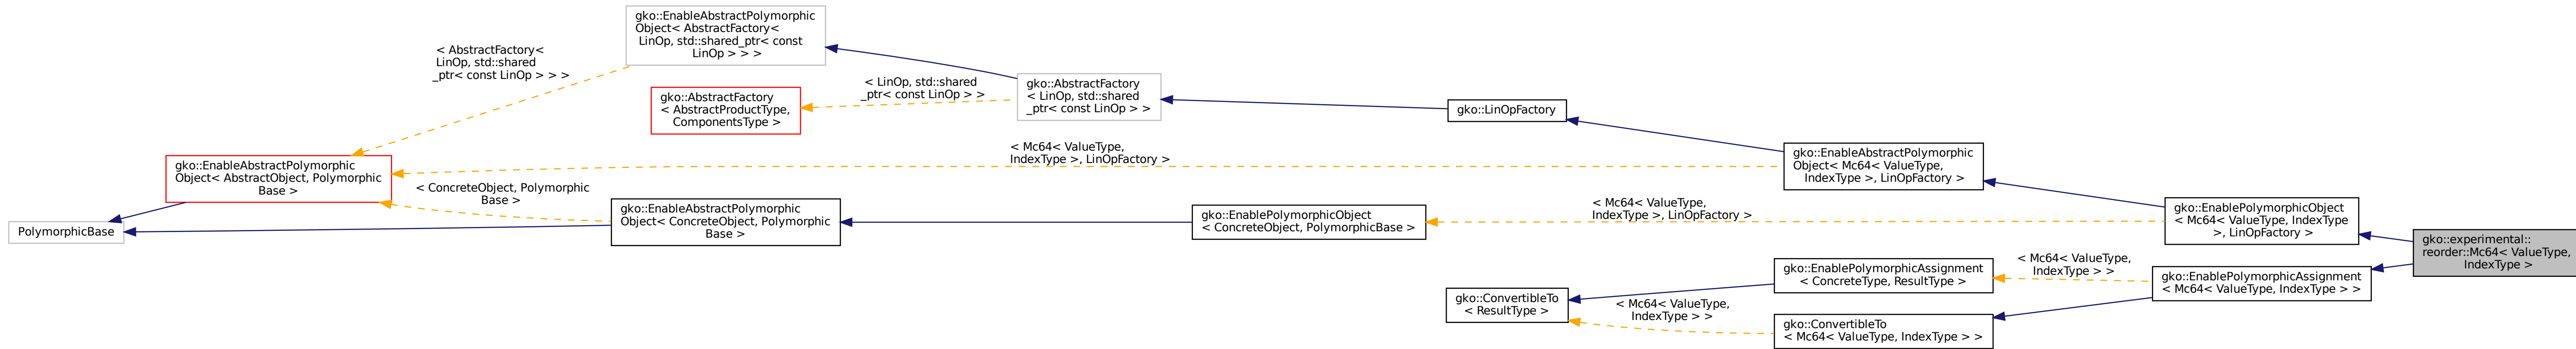 gko::EnableAbstractPolymorphic
Object< AbstractFactory<
LinOp, std::shared_ptr< const
LinOp > > >
< AbstractFactory<
LinOp, std::shared
_ptr< const LinOp > > >
gko::AbstractFactory
< AbstractProductType,
ComponentsType >
< LinOp, std::shared
_ptr< const LinOp > >
gko::AbstractFactory
< LinOp, std::shared
_ptr< const LinOp > >
gko::LinOpFactory
gko::EnableAbstractPolymorphic
Object< AbstractObject, Polymorphic
Base >
< Mc64< ValueType,
IndexType >, LinOpFactory >
gko::EnableAbstractPolymorphic
Object< Mc64< ValueType,
IndexType >, LinOpFactory >
PolymorphicBase
< ConcreteObject, Polymorphic
Base >
gko::EnableAbstractPolymorphic
Object< ConcreteObject, Polymorphic
Base >
gko::EnablePolymorphicObject
< ConcreteObject, PolymorphicBase >
< Mc64< ValueType,
IndexType >, LinOpFactory >
gko::EnablePolymorphicObject
< Mc64< ValueType, IndexType
>, LinOpFactory >
gko::experimental::
reorder::Mc64< ValueType,
IndexType >
gko::ConvertibleTo
< ResultType >
gko::EnablePolymorphicAssignment
< ConcreteType, ResultType >
< Mc64< ValueType,
IndexType > >
gko::EnablePolymorphicAssignment
< Mc64< ValueType, IndexType > >
< Mc64< ValueType,
IndexType > >
gko::ConvertibleTo
< Mc64< ValueType, IndexType > >